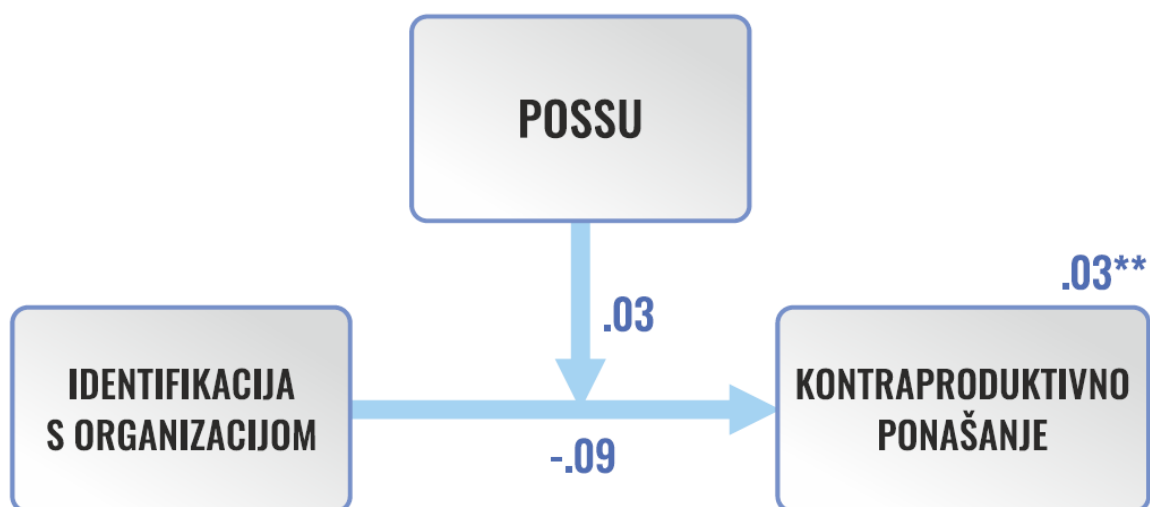 POSSU
.03**
.03
IDENTIFIKACIJA
S ORGANIZACIJOM
-.09
KONTRAPRODUKTIVNO
PONAŠANJE